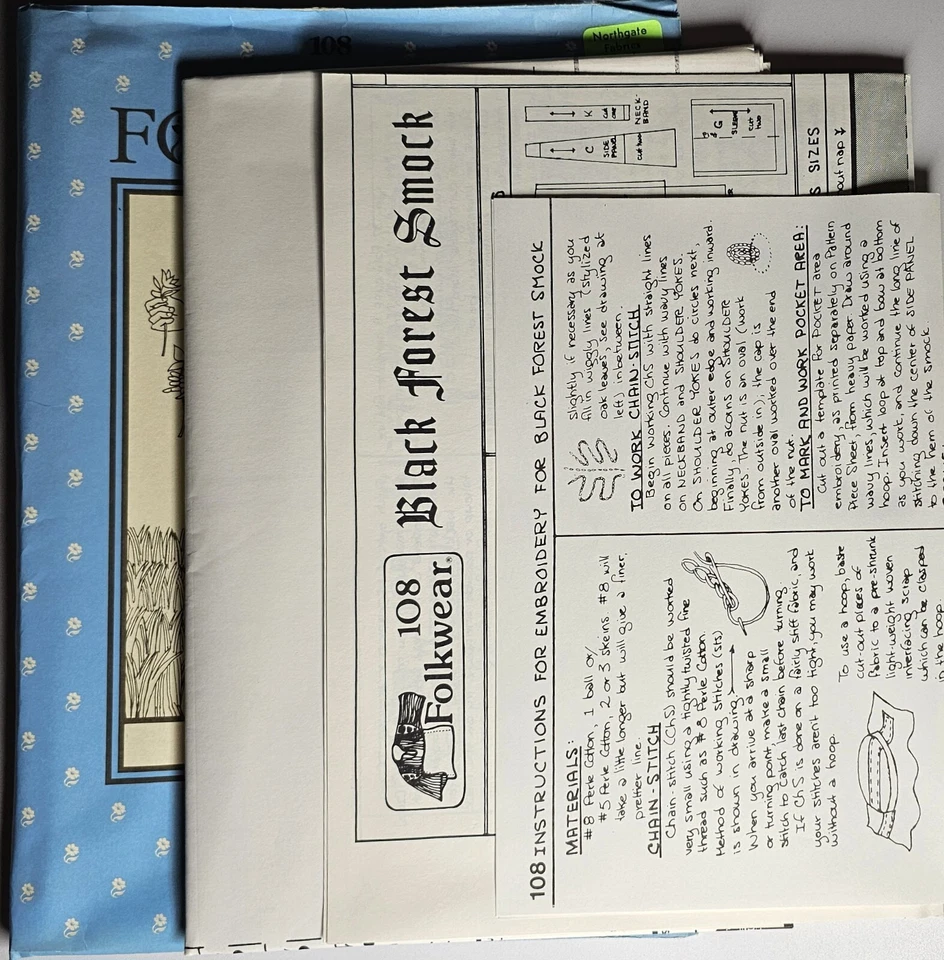 108
Northgate
Fabrics
FO
108
Folkwear®
Black Forest Smock
K
CUT
ONE
NECK-
BAND
C
SIDE
PANEL
CUT TWO
G
SLEEVE
CUT
TWO
SIZES
out nap
108 INSTRUCTIONS FOR EMBROIDERY FOR BLACK FOREST SMOCK
MATERIALS:
#8 Perle Cotton, 1 ball or/
#5 Perle Cotton, 2 or 3 skeins #8 will
take a little longer but will give a finer,
prettier line.
CHAIN-STITCH
Chain-stitch (ChS) should be worked
very small using a tightly twisted fine
thread such as #8 Perle Cotton.
Method of working stitches (sts)
is shown in drawing
When you arrive at a sharp
or turning point make a small
stitch to catch last chain before turning.
If ChS is done on a fairly stiff fabric, and
your stitches aren't too tight, you may work
without a hoop.
To use a hoop, baste
cut-out pieces of
fabric to a pre-shrunk
light-weight woven
interfacing scrap
which can be clasped
in the hoop.
slightly if necessary as you
fill in wiggly lines (stylized
oak leaves, see drawing at
left) inbetween.
TO WORK CHAIN-STITCH
Begin working ChS with straight lines
on all pieces. Continue with wavy lines
on NECKBAND and SHOULDER YOKES.
On SHOULDER YOKES do circles next,
beginning at outer edge and working inward.
Finally, do acorns on SHOULDER
YOKES. The nut is an oval (work
from outside in); the cap is
another oval worked over the end
of the nut.
TO MARK AND WORK POCKET AREA:
Cut out a template for POCKET area
embroidery, as printed separately on Pattern
Piece Sheet, from heavy paper. Draw around
wavy lines, which will be worked using a
hoop. Insert loop at top and bow at bottom
as you work, and continue the long line of
stitching down the center of SIDE PANEL
to the hem of the smock.